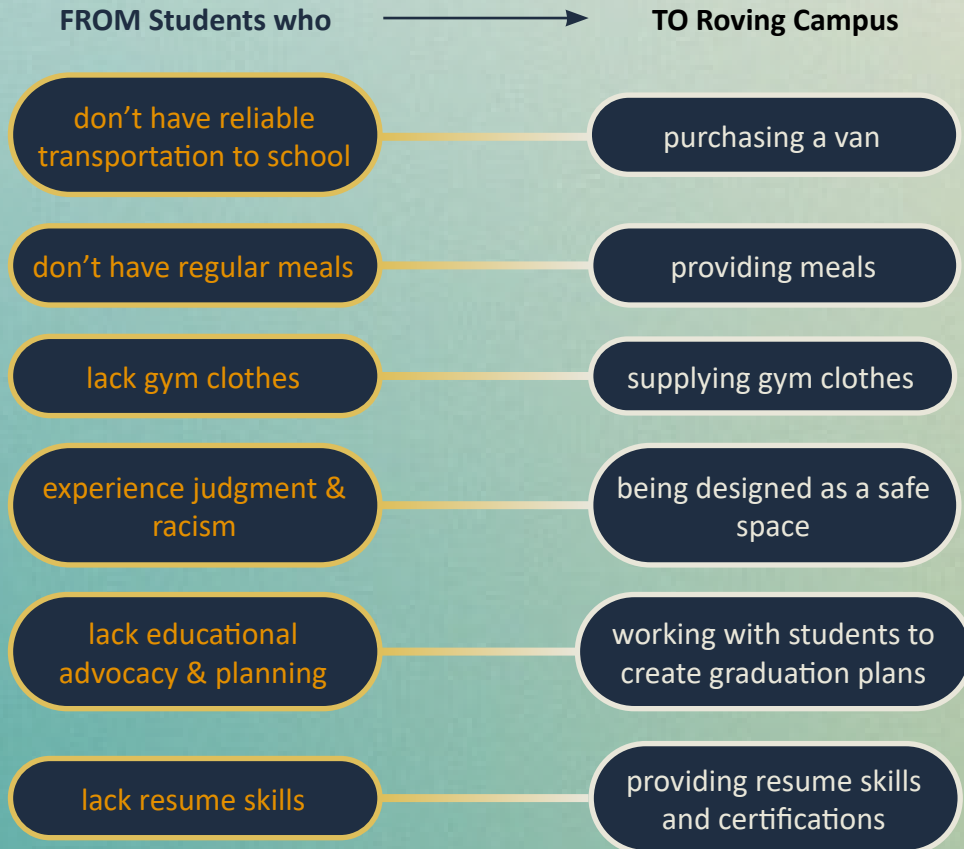 FROM Students who
TO Roving Campus
don’t have reliable
transportation to school
purchasing a van
don’t have regular meals
providing meals
lack gym clothes
supplying gym clothes
experience judgment &
racism
being designed as a safe
space
lack educational
advocacy & planning
working with students to
create graduation plans
lack resume skills
providing resume skills
and certifications